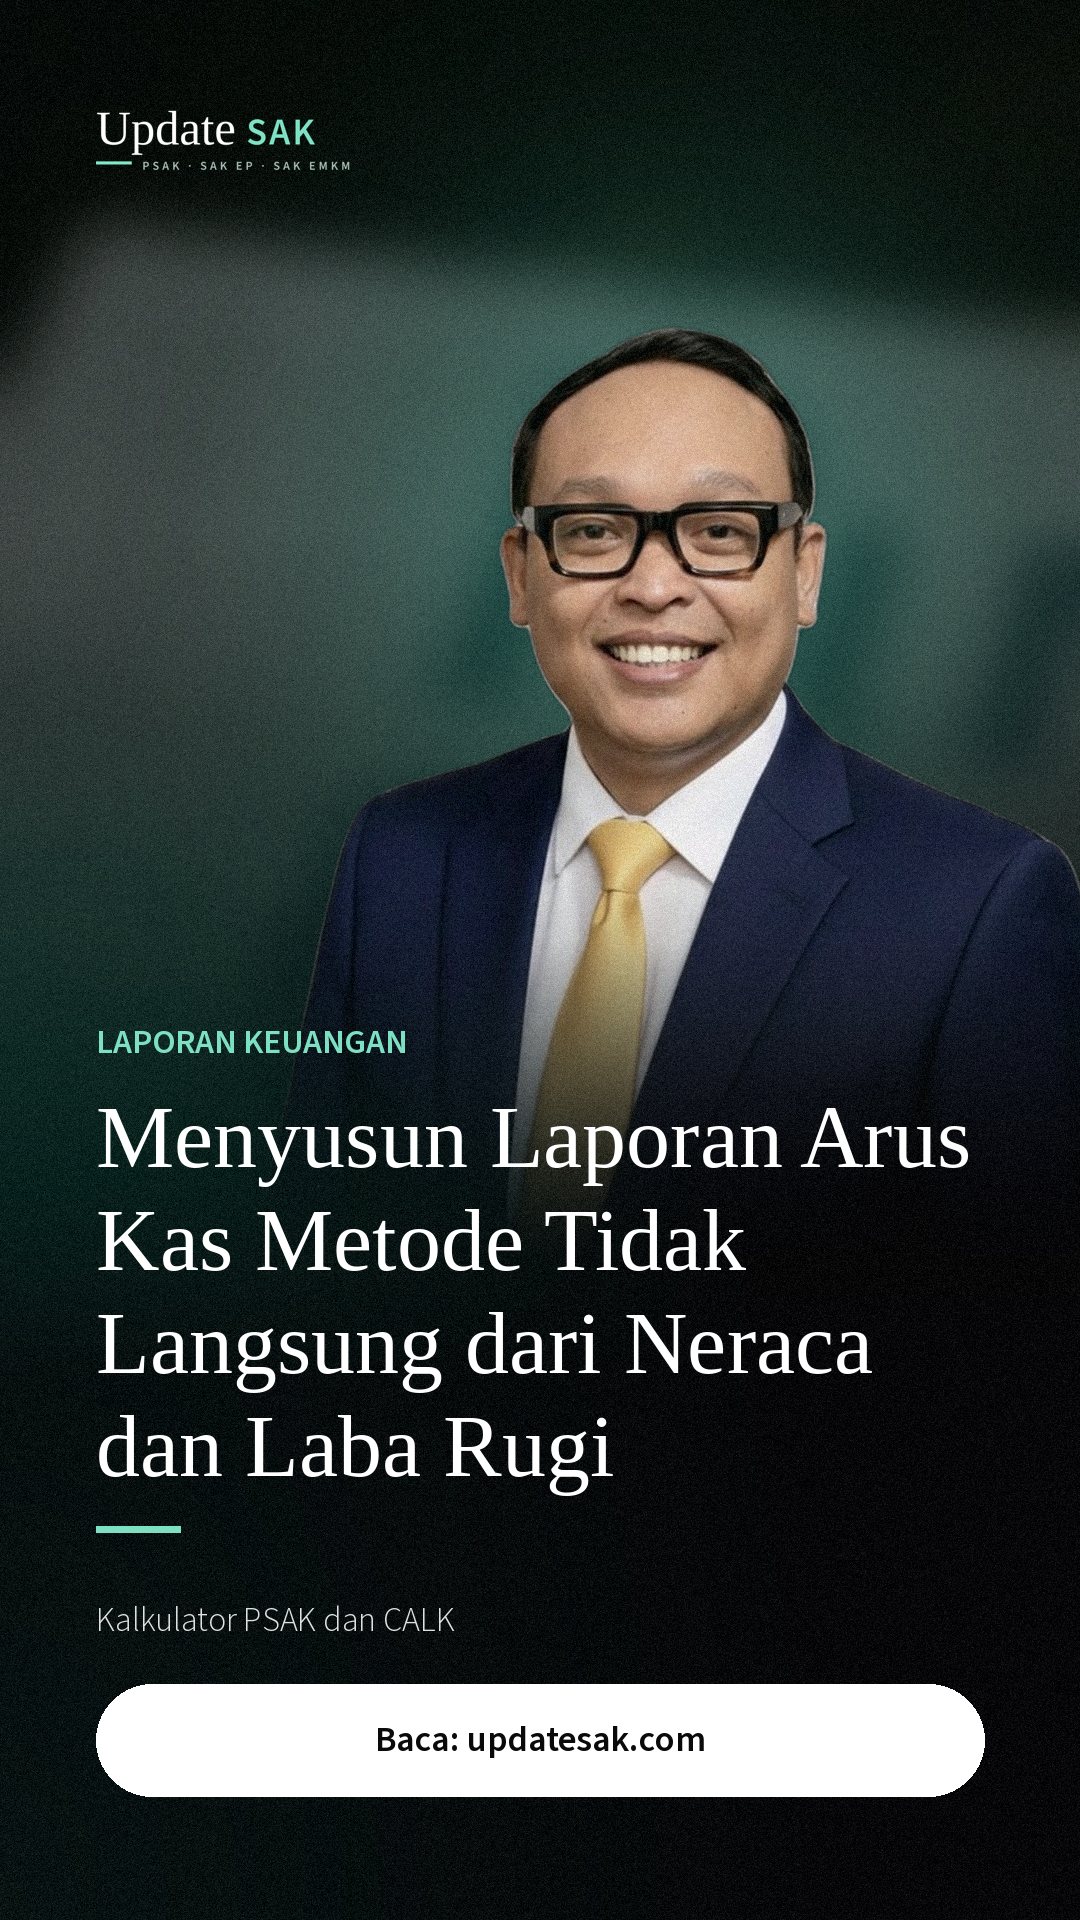 Update SAK
PSAK · SAK EP · SAK EMKM
LAPORAN KEUANGAN
Menyusun Laporan Arus
Kas Metode Tidak
Langsung dari Neraca
dan Laba Rugi
Kalkulator PSAK dan CALK
Baca: updatesak.com